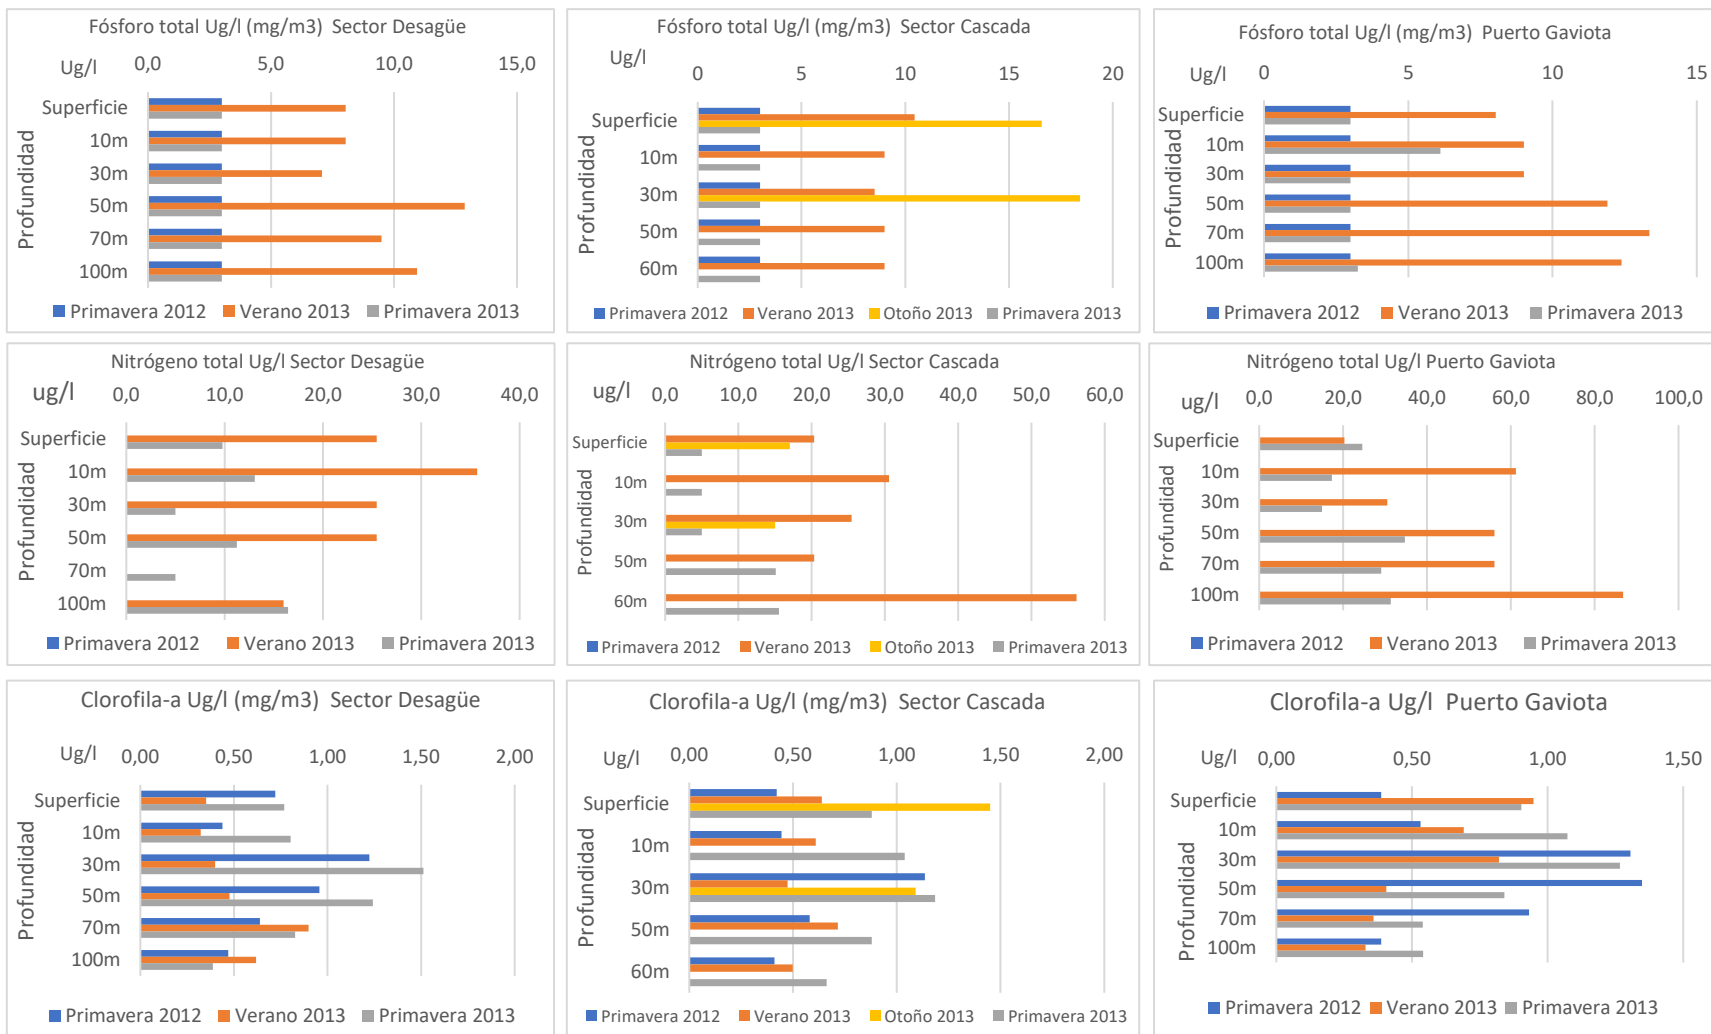 Fósforo total Ug/l (mg/m3) Sector Desagüe
Ug/l
0,0 5,0 10,0 15,0
Profundidad
Superficie
10m
30m
50m
70m
100m
Primavera 2012 Verano 2013 Primavera 2013
Fósforo total Ug/l (mg/m3) Sector Cascada
Ug/l
0 5 10 15 20
Profundidad
Superficie
10m
30m
50m
60m
Primavera 2012 Verano 2013 Otoño 2013 Primavera 2013
Fósforo total Ug/l (mg/m3) Puerto Gaviota
Ug/l
0 5 10 15
Profundidad
Superficie
10m
30m
50m
70m
100m
Primavera 2012 Verano 2013 Primavera 2013
Nitrógeno total Ug/l Sector Desagüe
ug/l
0,0 10,0 20,0 30,0 40,0
Profundidad
Superficie
10m
30m
50m
70m
100m
Primavera 2012 Verano 2013 Primavera 2013
Nitrógeno total Ug/l Sector Cascada
ug/l
0,0 10,0 20,0 30,0 40,0 50,0 60,0
Profundidad
Superficie
10m
30m
50m
60m
Primavera 2012 Verano 2013 Otoño 2013 Primavera 2013
Nitrógeno total Ug/l Puerto Gaviota
ug/l
0,0 20,0 40,0 60,0 80,0 100,0
Profundidad
Superficie
10m
30m
50m
70m
100m
Primavera 2012 Verano 2013 Primavera 2013
Clorofila-a Ug/l (mg/m3) Sector Desagüe
Ug/l
0,00 0,50 1,00 1,50 2,00
Profundidad
Superficie
10m
30m
50m
70m
100m
Primavera 2012 Verano 2013 Primavera 2013
Clorofila-a Ug/l (mg/m3) Sector Cascada
Ug/l
0,00 0,50 1,00 1,50 2,00
Profundidad
Superficie
10m
30m
50m
60m
Primavera 2012 Verano 2013 Otoño 2013 Primavera 2013
Clorofila-a Ug/l Puerto Gaviota
Ug/l
0,00 0,50 1,00 1,50
Profundidad
Superficie
10m
30m
50m
70m
100m
Primavera 2012 Verano 2013 Primavera 2013